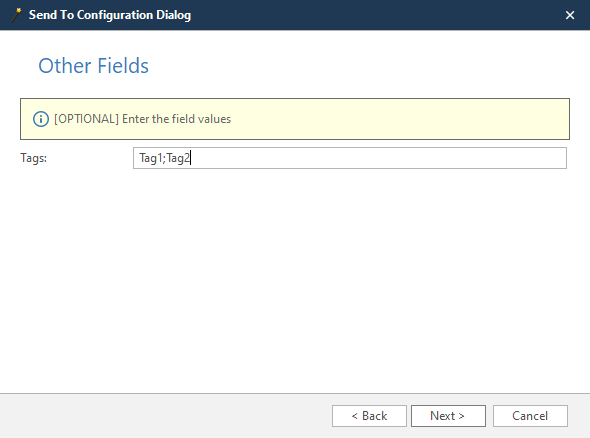 Send To Configuration Dialog
Other Fields
[OPTIONAL] Enter the field values
Tags: Tag1;Tag2
< Back Next > Cancel